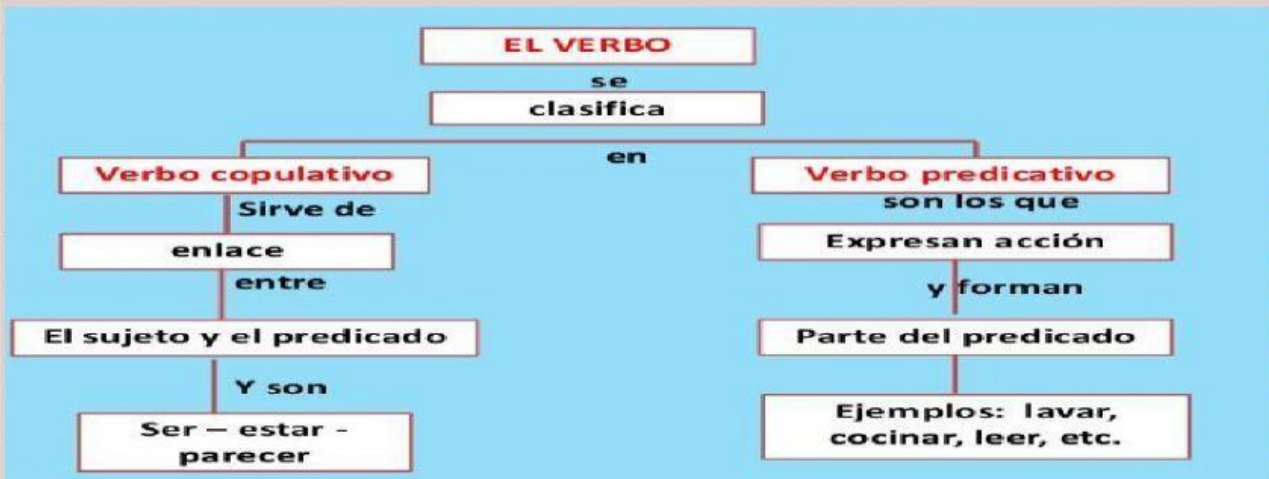 EL VERBO
se
clasifica
en
Verbo copulativo
Sirve de
enlace
entre
El sujeto y el predicado
Y son
Ser – estar -
parecer
Verbo predicativo
son los que
Expresan acción
y forman
Parte del predicado
Ejemplos: lavar,
cocinar, leer, etc.